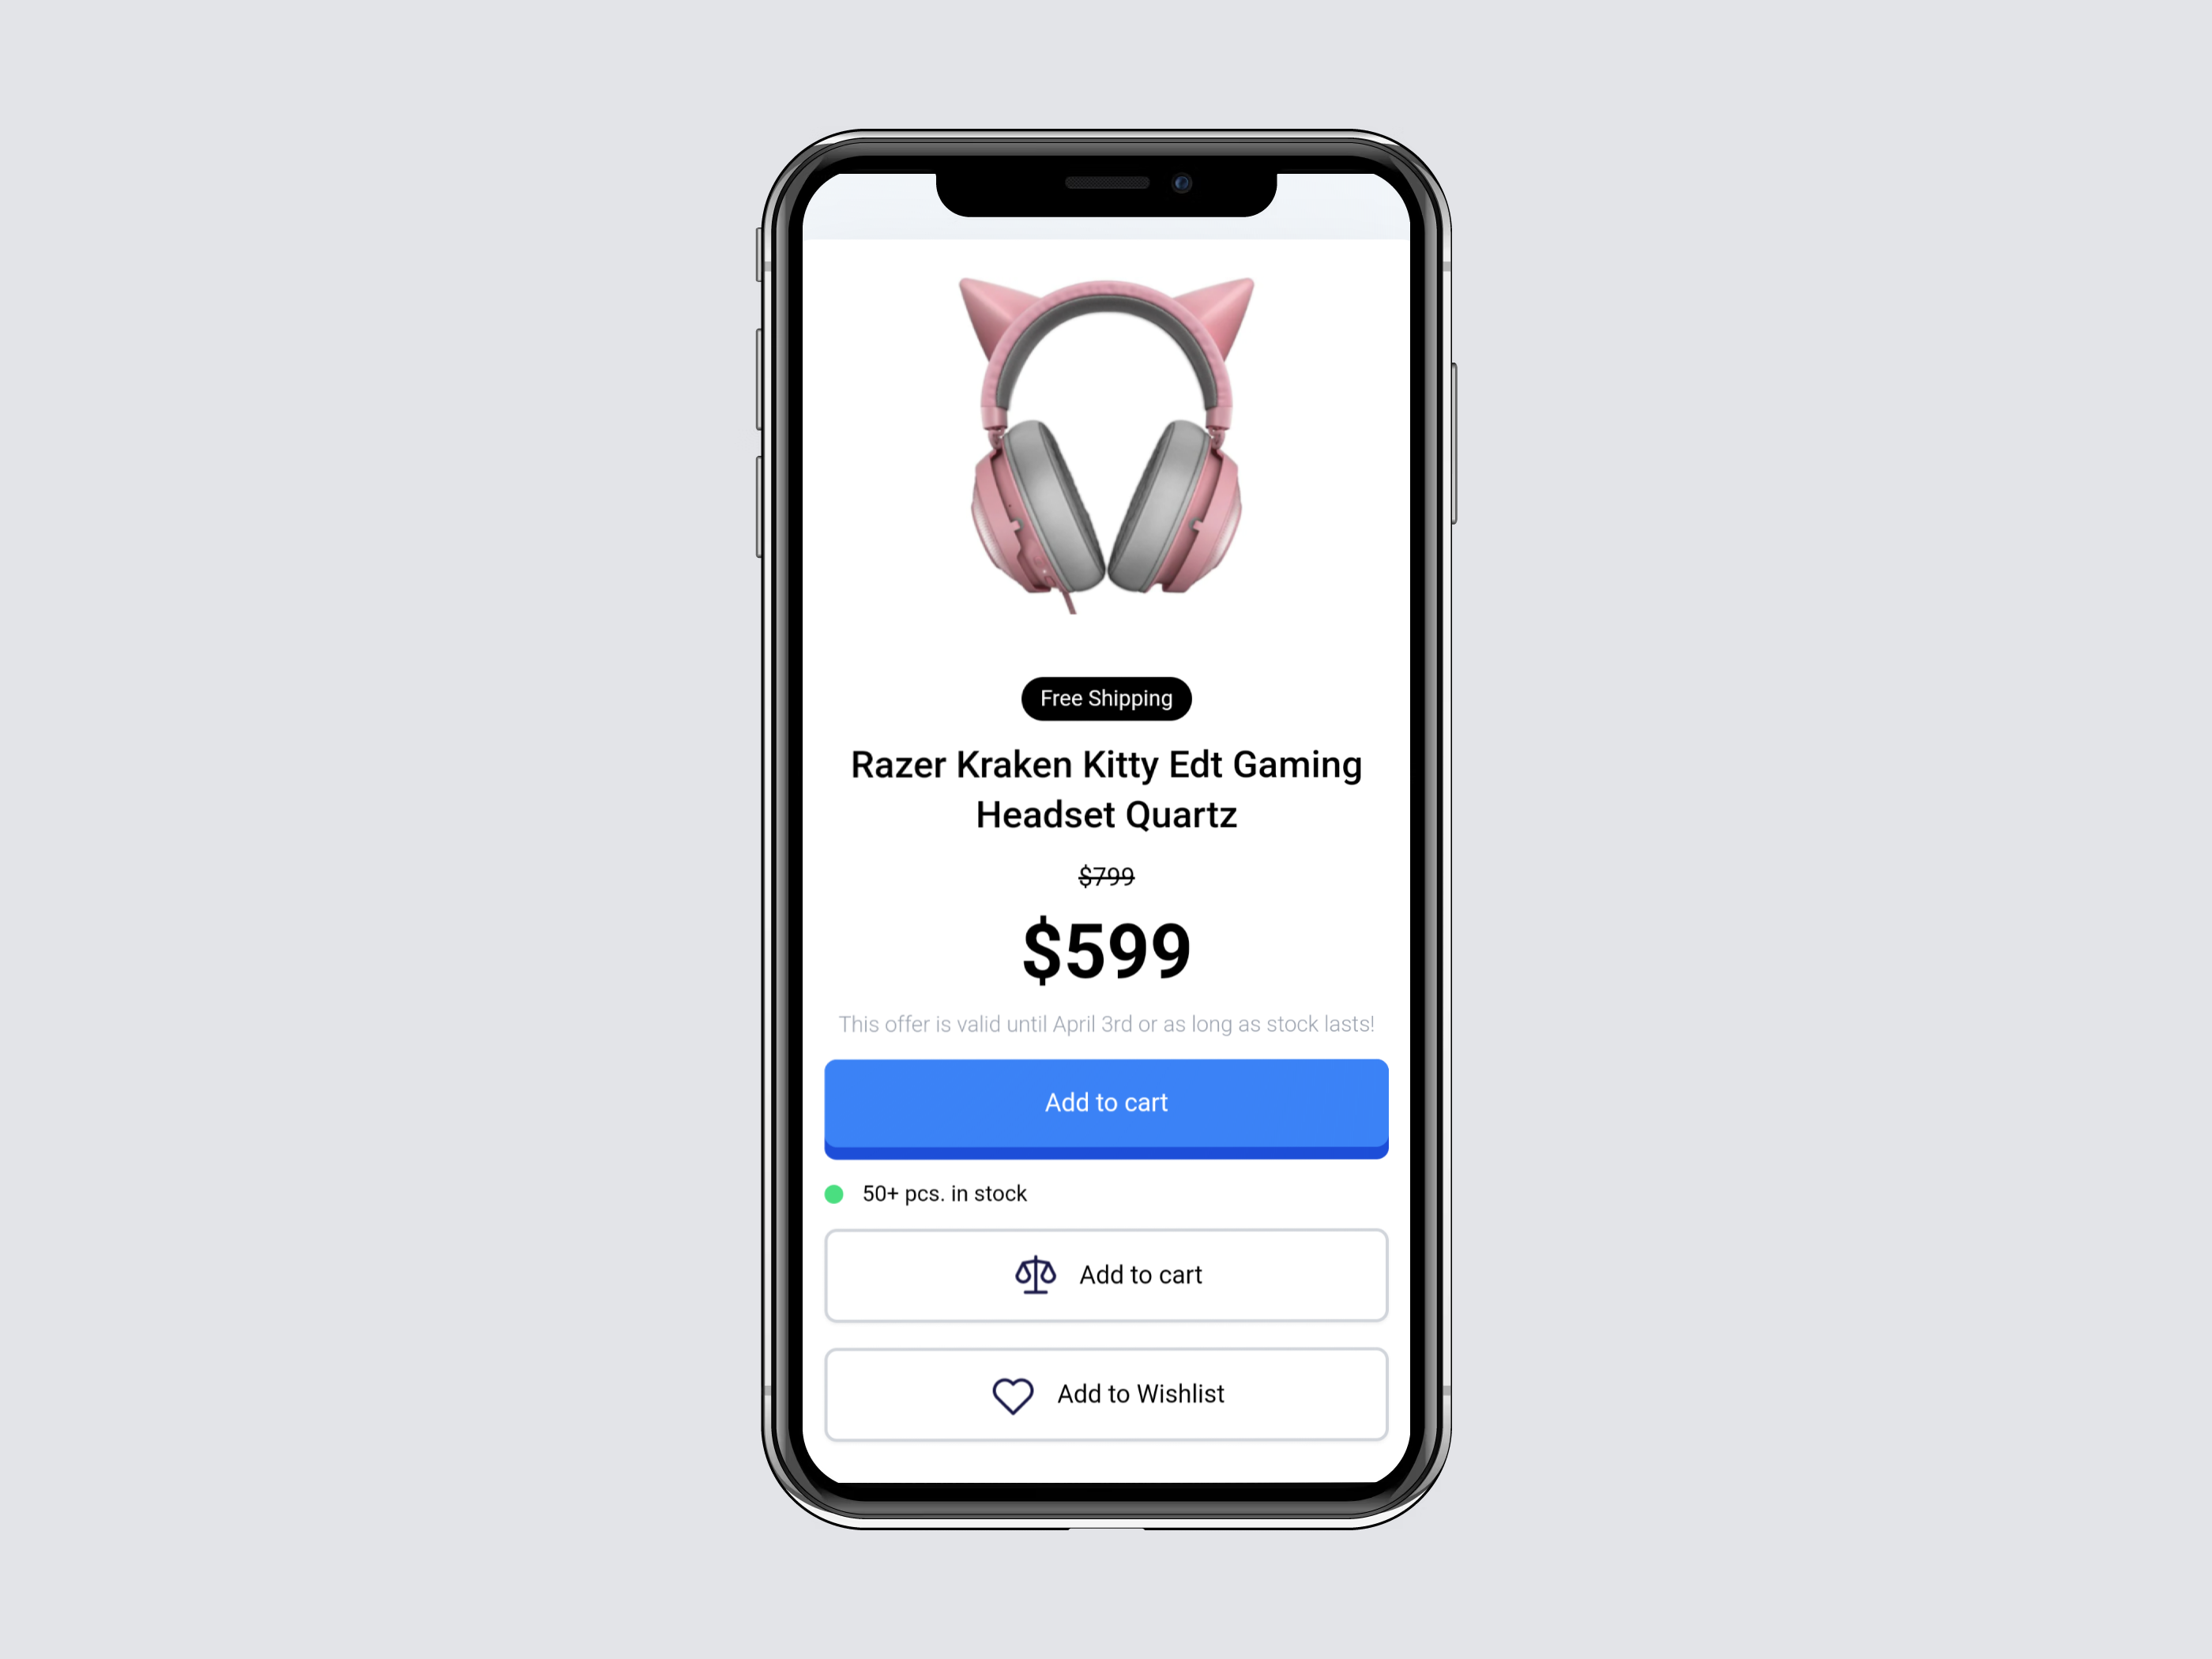 Free Shipping
Razer Kraken Kitty Edt Gaming
Headset Quartz
$799
$599
This offer is valid until April 3rd or as long as stock lasts!
Add to cart
50+ pcs. in stock
Add to cart
Add to Wishlist